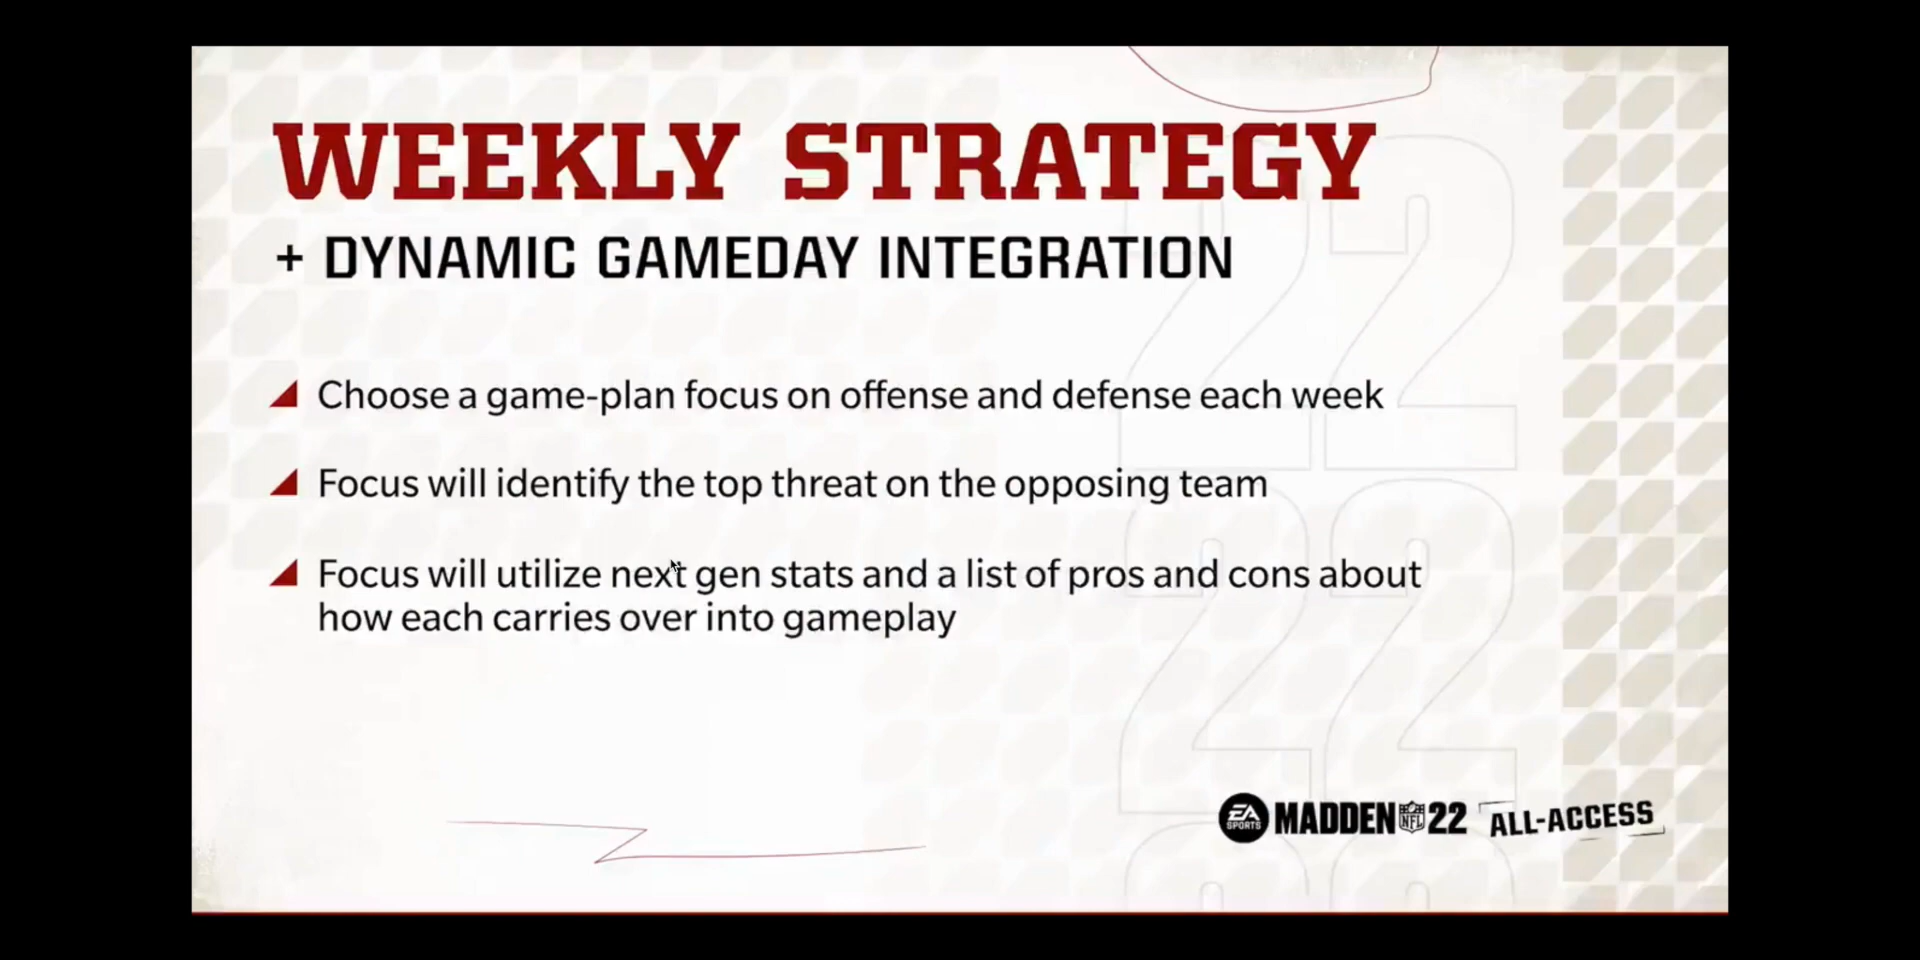 WEEKLY STRATEGY
+ DYNAMIC GAMEDAY INTEGRATION
Choose a game-plan focus on offense and defense each week
Focus will identify the top threat on the opposing team
Focus will utilize next gen stats and a list of pros and cons about
how each carries over into gameplay
22
22
EA SPORTS MADDEN NFL 22 ALL-ACCESS